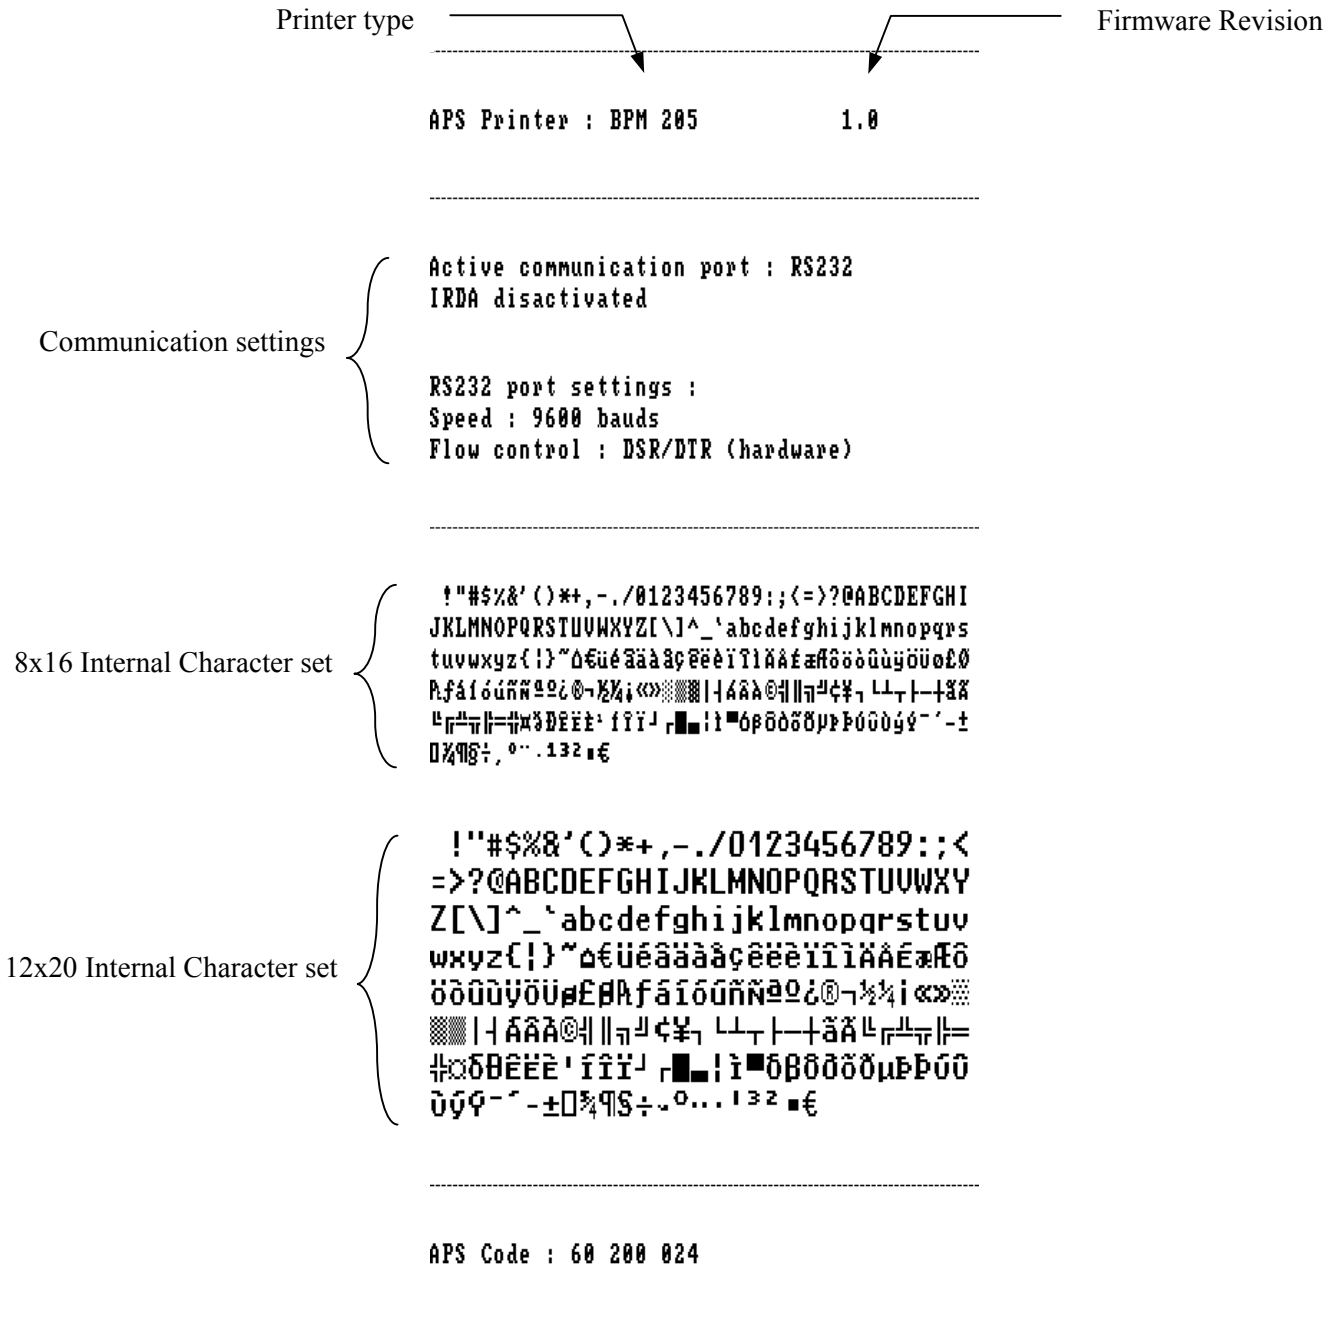 Printer type
Firmware Revision
APS Printer : BPM 205 1.0
Active communication port : RS232
IRDA disactivated
Communication settings
RS232 port settings :
Speed : 9600 bauds
Flow control : DSR/DTR (hardware)
8x16 Internal Character set
!"#$%&'()*+,-./0123456789:;<=>?@ABCDEFGHI
JKLMNOPQRSTUVWXYZ[\]^_`abcdefghijklmnopqrs
tuvwxyz{¦}~
12x20 Internal Character set
!"#$%&'()*+,-./0123456789:;<
=>?@ABCDEFGHIJKLMNOPQRSTUVWXY
Z[\]^_`abcdefghijklmnopqrstuv
wxyz{¦}~
APS Code : 60 200 024